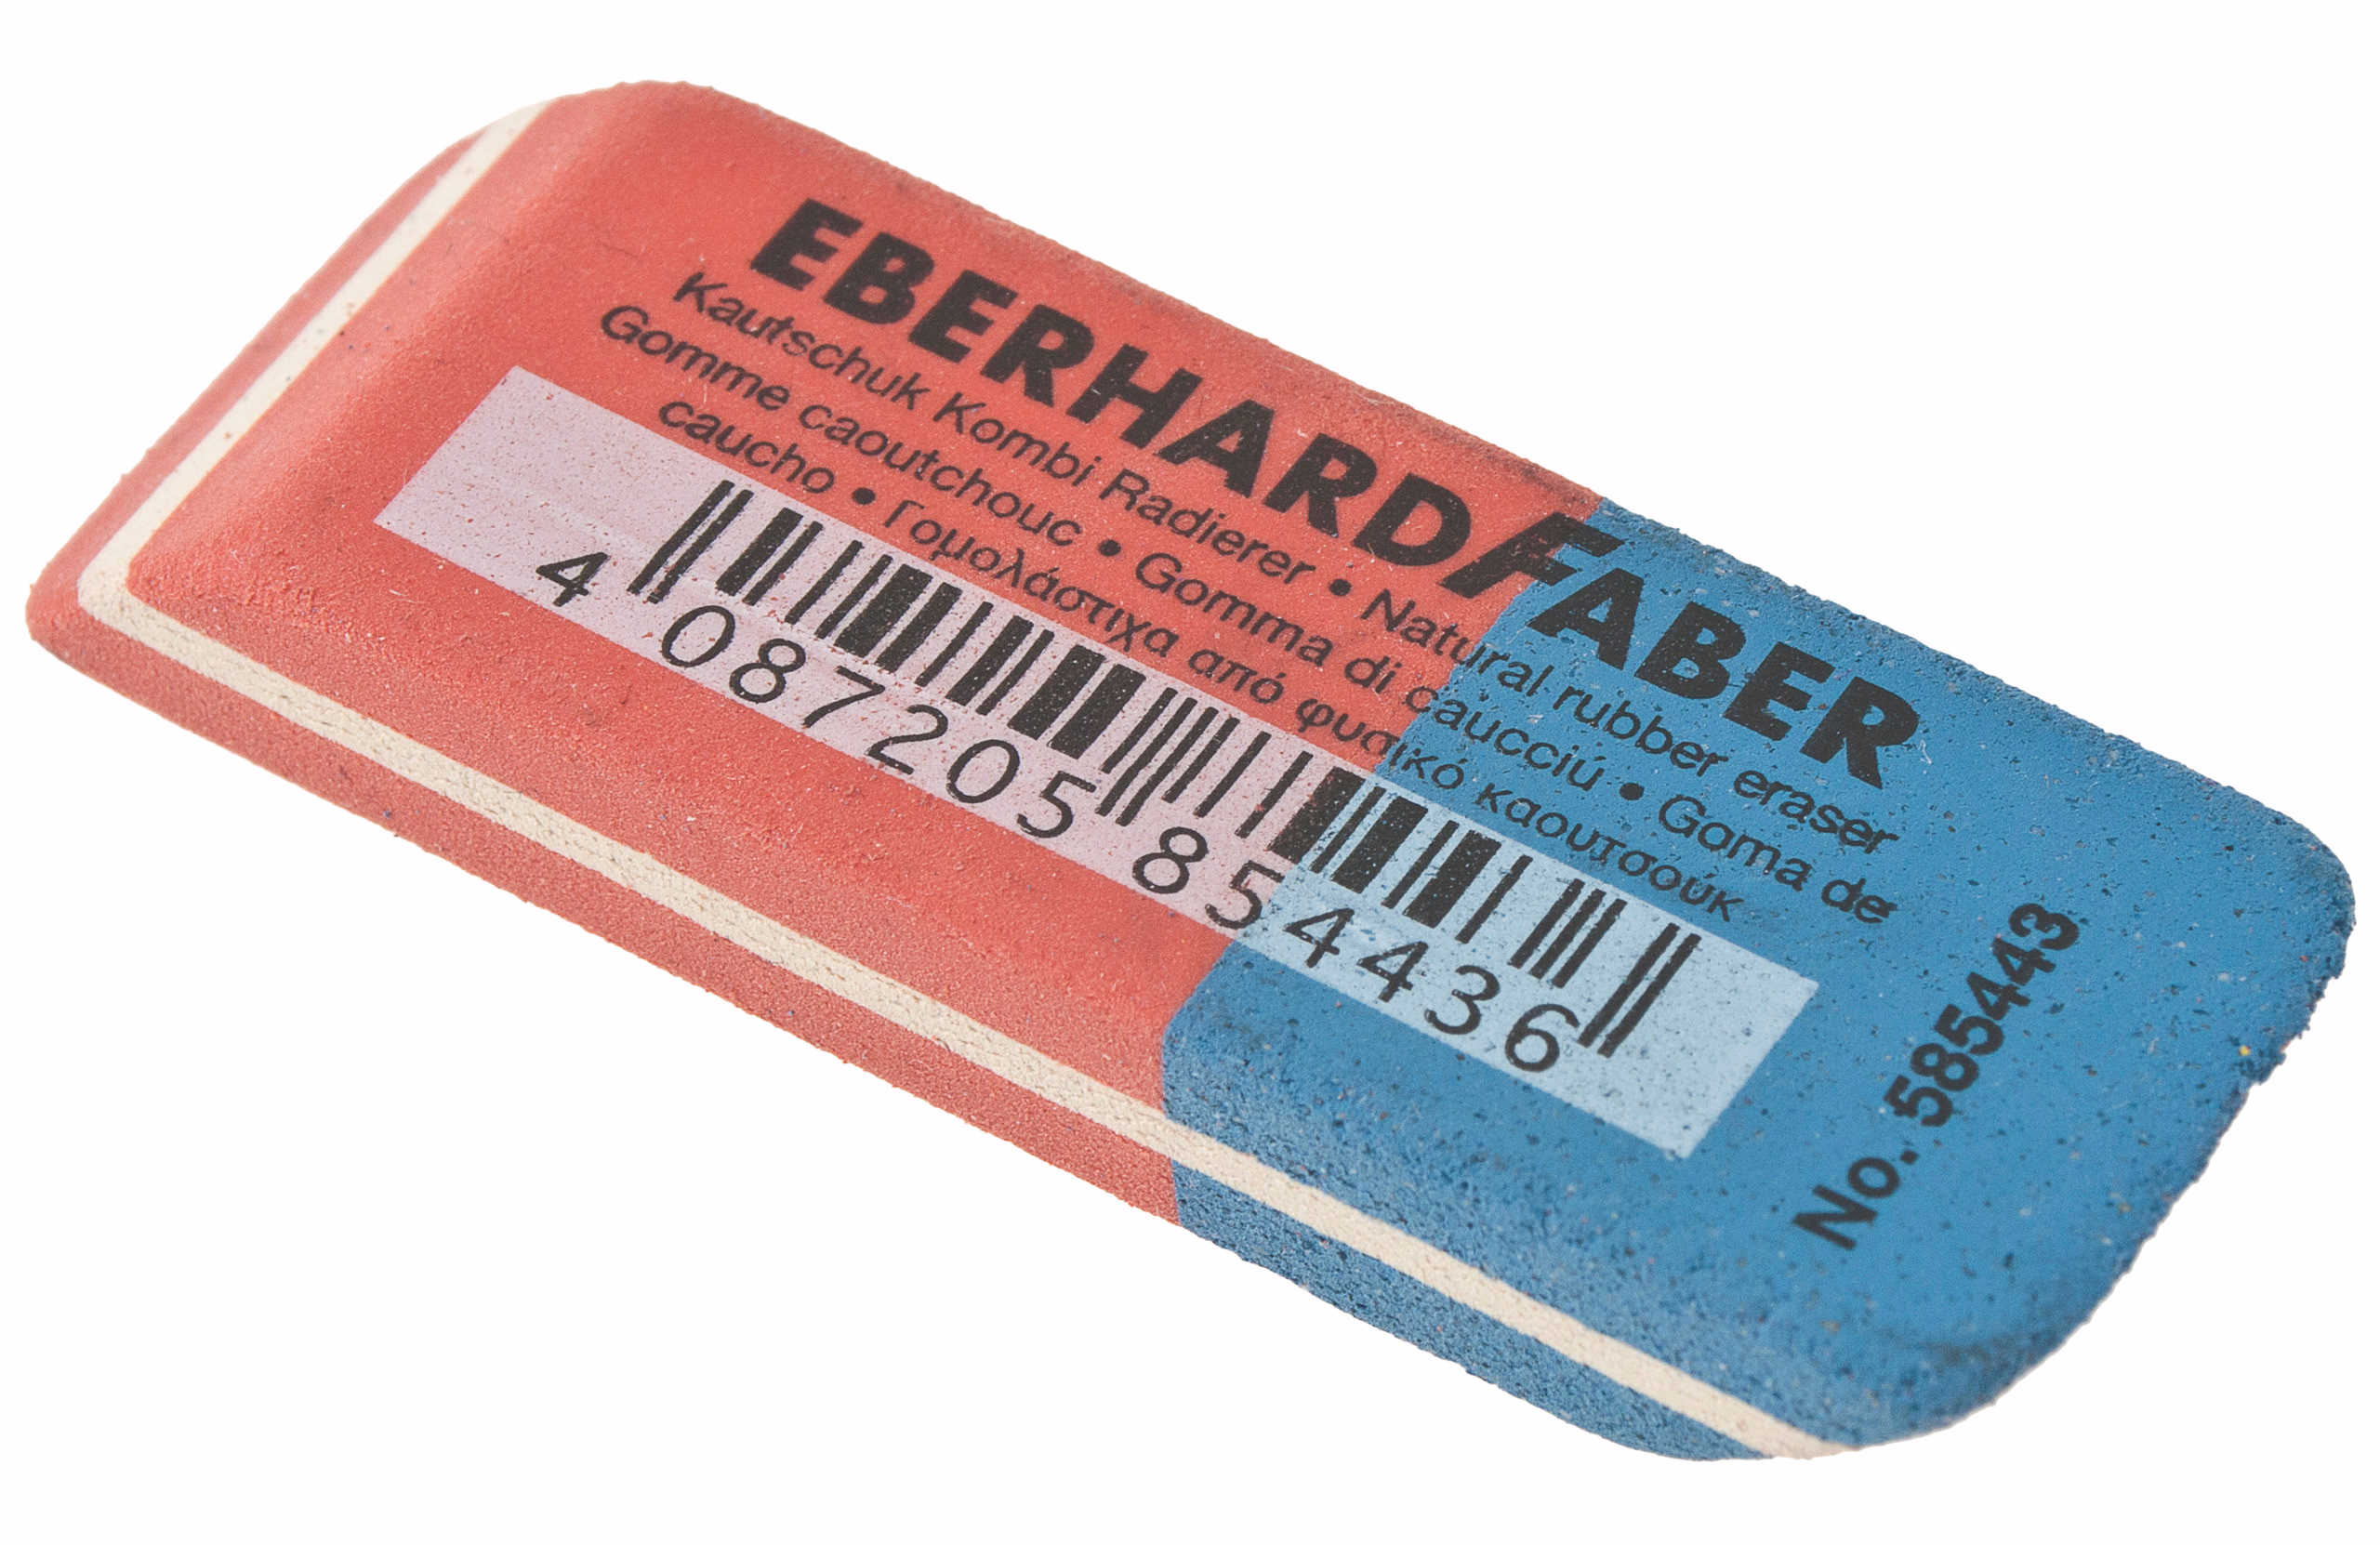 EBERHARD FABER
Kautschuk Kombi Radierer • Natural rubber eraser
Gomme caoutchouc • Gomma di caucciú • Goma de
caucho • Γομολάστιχα από φυσικό καουτσούκ
4 087205 854436
No. 585443